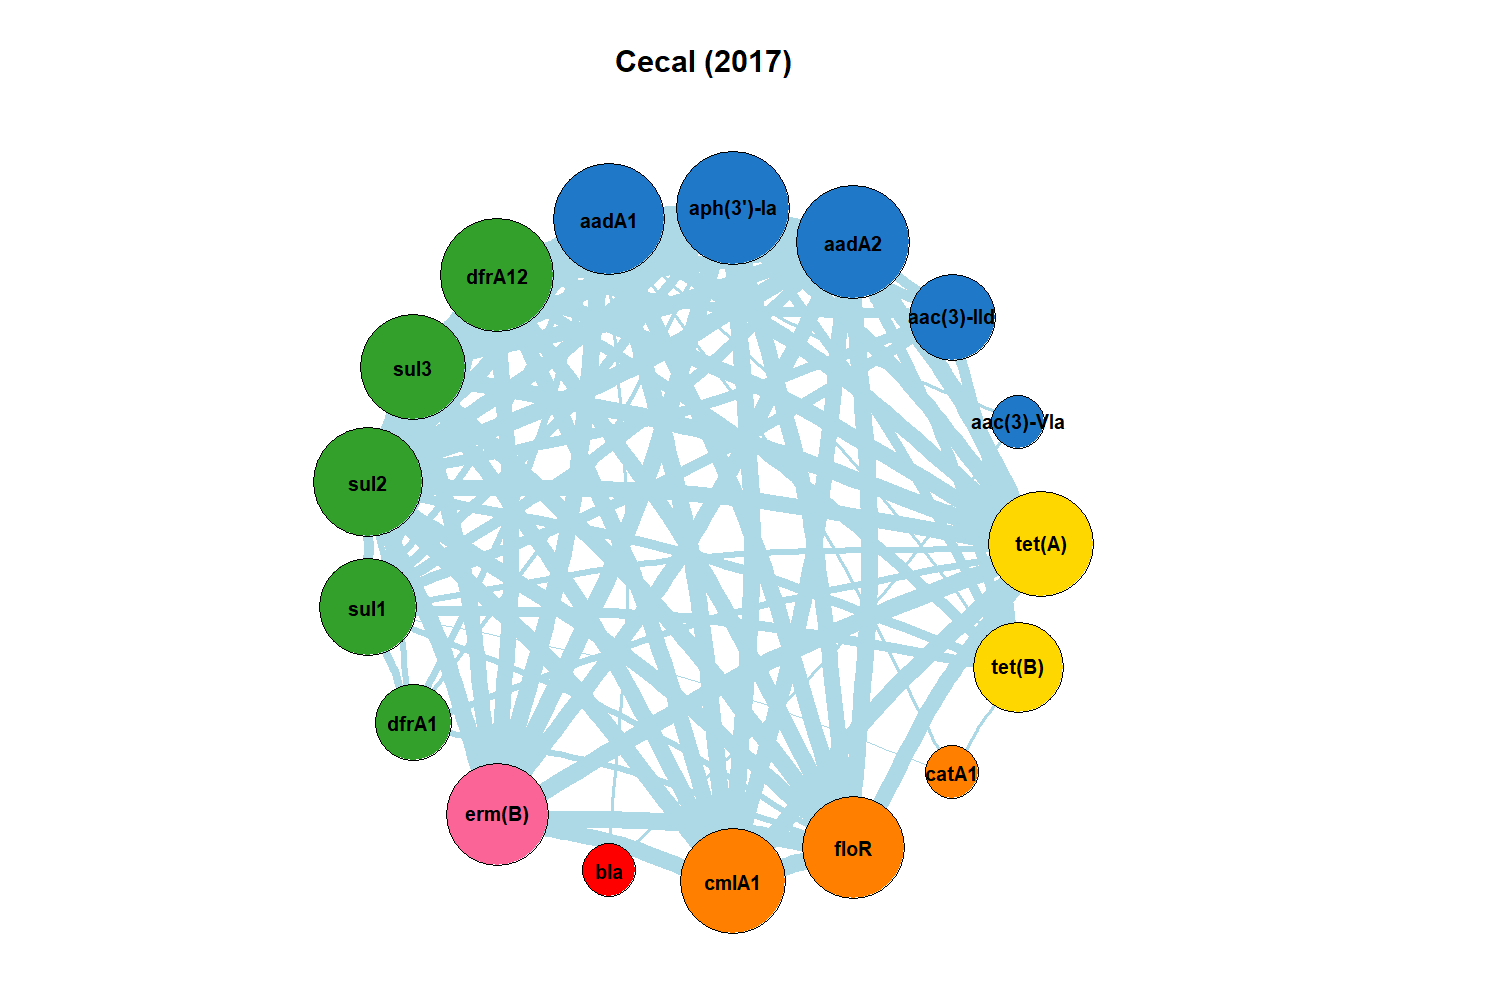 Cecal (2017)
aph(3')-Ia
aadA1
aadA2
dfrA12
aac(3)-IId
sul3
aac(3)-VIa
sul2
tet(A)
sul1
tet(B)
dfrA1
catA1
erm(B)
floR
bla
cmlA1